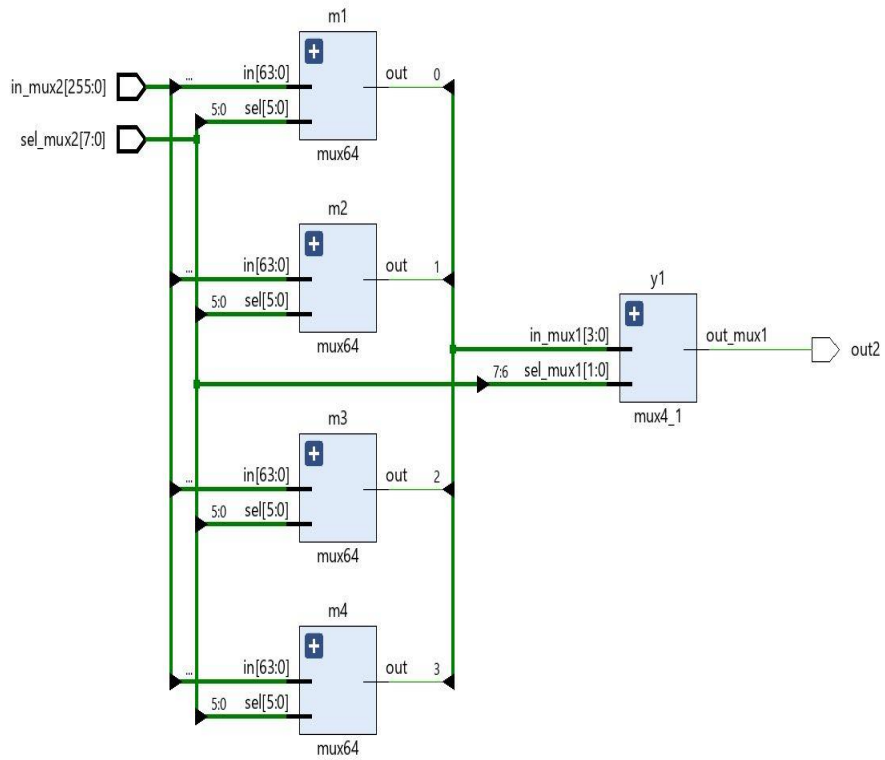 m1
in_mux2[255:0]
...
in[63:0]
out
0
5:0
sel[5:0]
sel_mux2[7:0]
mux64
m2
...
in[63:0]
out
1
5:0
sel[5:0]
mux64
y1
in_mux1[3:0]
out_mux1
out2
7:6
sel_mux1[1:0]
mux4_1
m3
...
in[63:0]
out
2
5:0
sel[5:0]
mux64
m4
...
in[63:0]
out
3
5:0
sel[5:0]
mux64